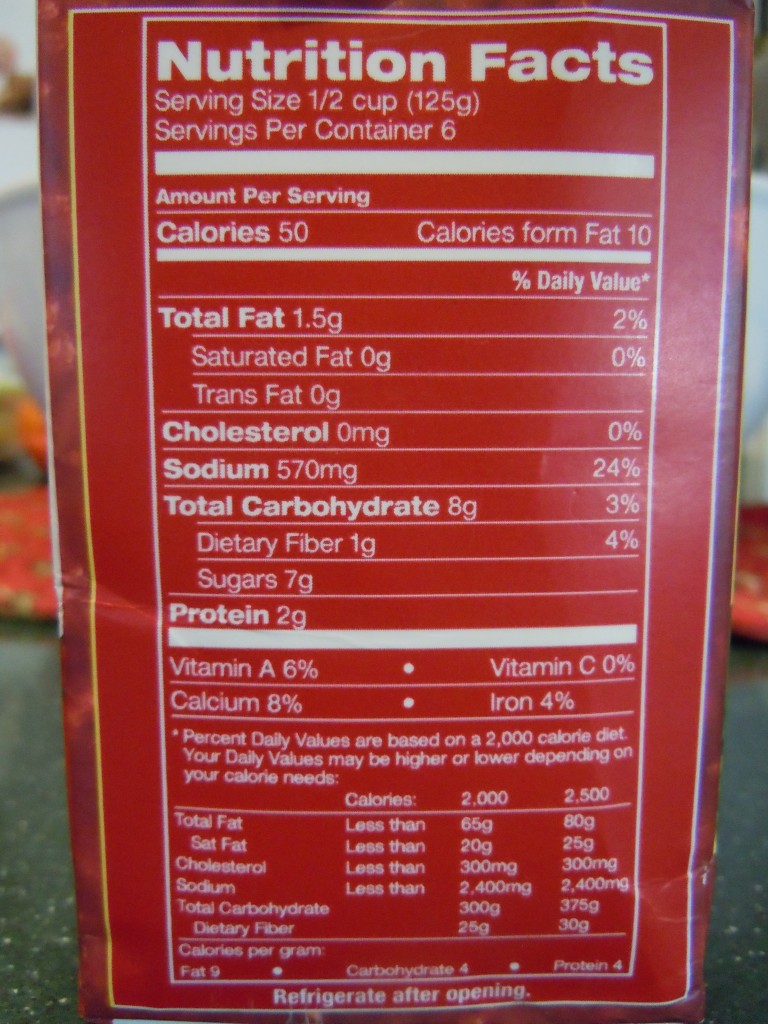 Nutrition Facts
Serving Size 1/2 cup (125g)
Servings Per Container 6
Amount Per Serving
Calories 50 Calories form Fat 10
% Daily Value*
Total Fat 1.5g 2%
Saturated Fat 0g 0%
Trans Fat 0g
Cholesterol 0mg 0%
Sodium 570mg 24%
Total Carbohydrate 8g 3%
Dietary Fiber 1g 4%
Sugars 7g
Protein 2g
Vitamin A 6% • Vitamin C 0%
Calcium 8% • Iron 4%
* Percent Daily Values are based on a 2,000 calorie diet.
Your Daily Values may be higher or lower depending on
your calorie needs:
Calories: 2,000 2,500
Total Fat Less than 65g 80g
Sat Fat Less than 20g 25g
Cholesterol Less than 300mg 300mg
Sodium Less than 2,400mg 2,400mg
Total Carbohydrate 300g 375g
Dietary Fiber 25g 30g
Calories per gram:
Fat 9 • Carbohydrate 4 • Protein 4
Refrigerate after opening.